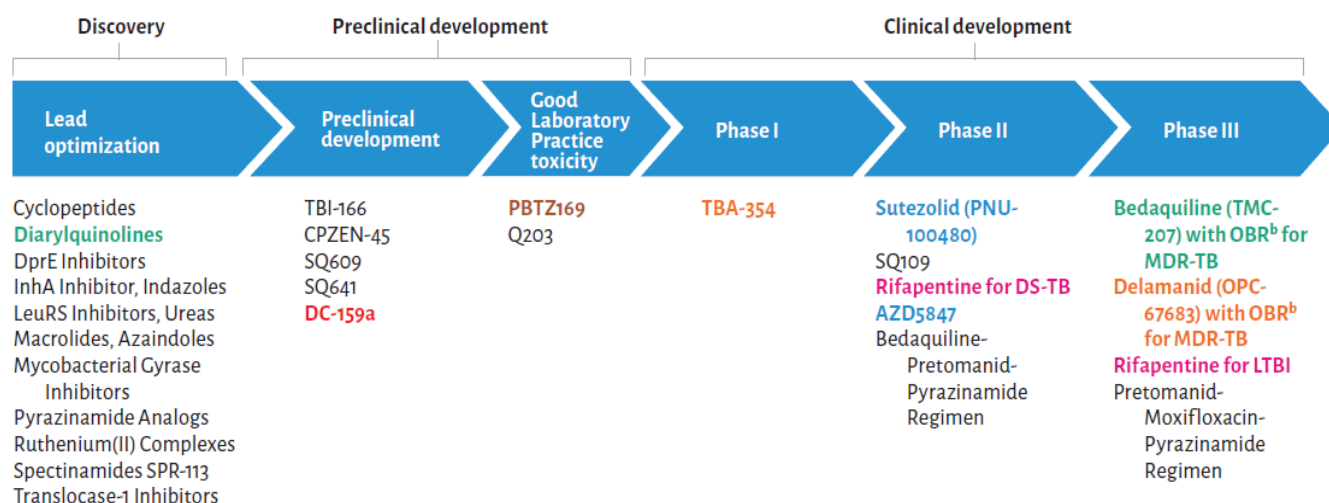 Discovery
Preclinical development
Clinical development
Lead
optimization
Preclinical
development
Good
Laboratory
Practice
toxicity
Phase I
Phase II
Phase III
Cyclopeptides
Diarylquinolines
DprE Inhibitors
InhA Inhibitor, Indazoles
LeuRS Inhibitors, Ureas
Macrolides, Azaindoles
Mycobacterial Gyrase
Inhibitors
Pyrazinamide Analogs
Ruthenium(II) Complexes
Spectinamides SPR-113
Translocase-1 Inhibitors
TBI-166
CPZEN-45
SQ609
SQ641
DC-159a
PBTZ169
Q203
TBA-354
Sutezolid (PNU-
100480)
SQ109
Rifapentine for DS-TB
AZD5847
Bedaquiline-
Pretomanid-
Pyrazinamide
Regimen
Bedaquiline (TMC-
207) with OBRᵇ for
MDR-TB
Delamanid (OPC-
67683) with OBRᵇ
for MDR-TB
Rifapentine for LTBI
Pretomanid-
Moxifloxacin-
Pyrazinamide
Regimen